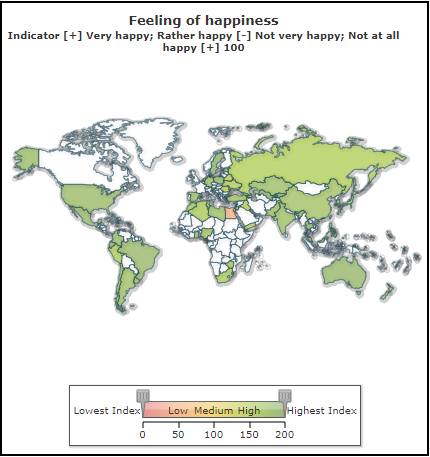 Feeling of happiness
Indicator [+] Very happy; Rather happy [-] Not very happy; Not at all
happy [+] 100
Lowest Index Low Medium High Highest Index
0 50 100 150 200